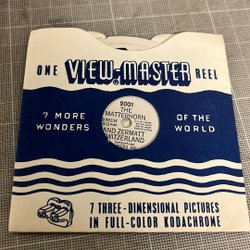 ONE VIEW-MASTER REEL
2001
THE
MATTERHORN
AND ZERMATT
SWITZERLAND
7 MORE
WONDERS
OF THE
WORLD
7 THREE-DIMENSIONAL PICTURES
IN FULL-COLOR KODACHROME